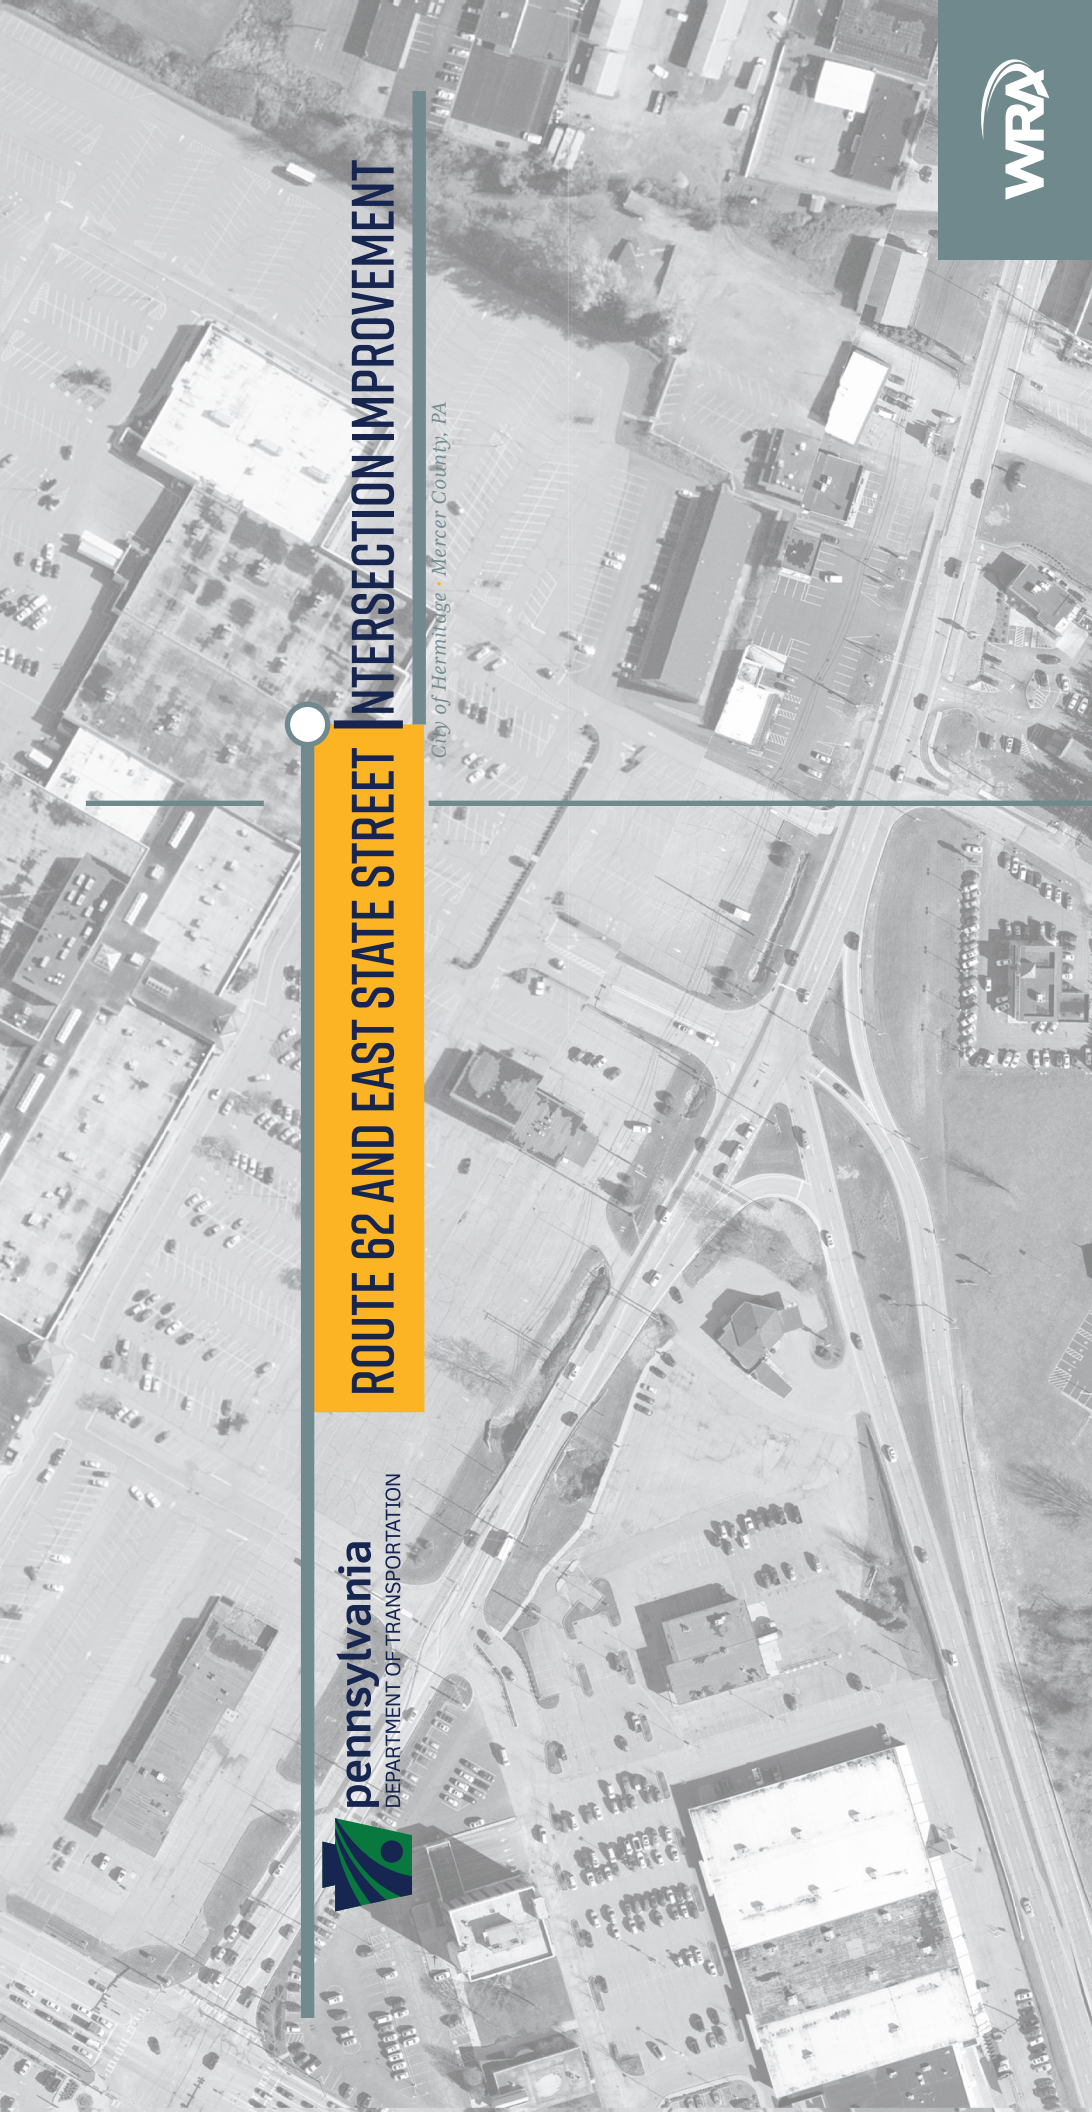 WRA
ROUTE 62 AND EAST STATE STREET INTERSECTION IMPROVEMENT
City of Hermitage • Mercer County, PA
pennsylvania
DEPARTMENT OF TRANSPORTATION